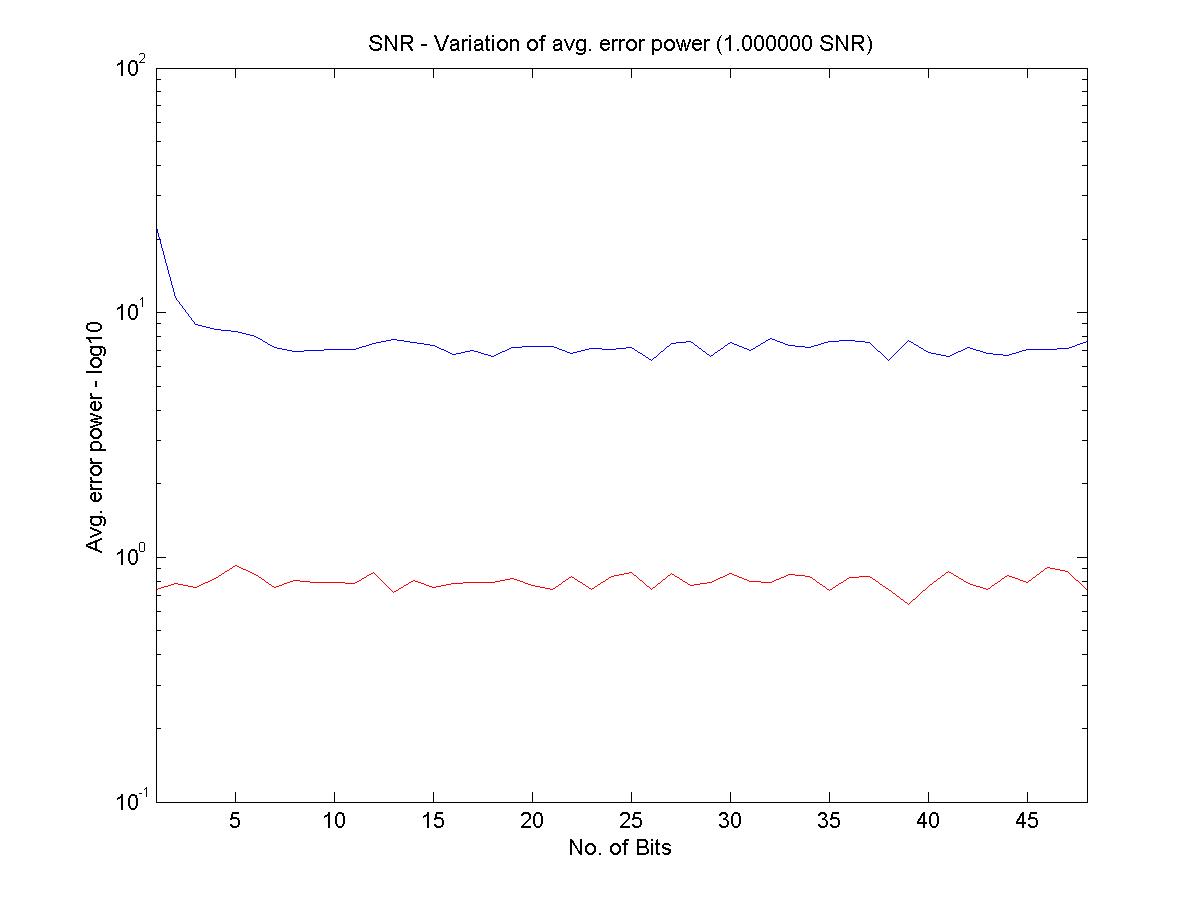 SNR - Variation of avg. error power (1.000000 SNR)
10^2
10^1
10^0
10^-1
Avg. error power - log10
5 10 15 20 25 30 35 40 45
No. of Bits